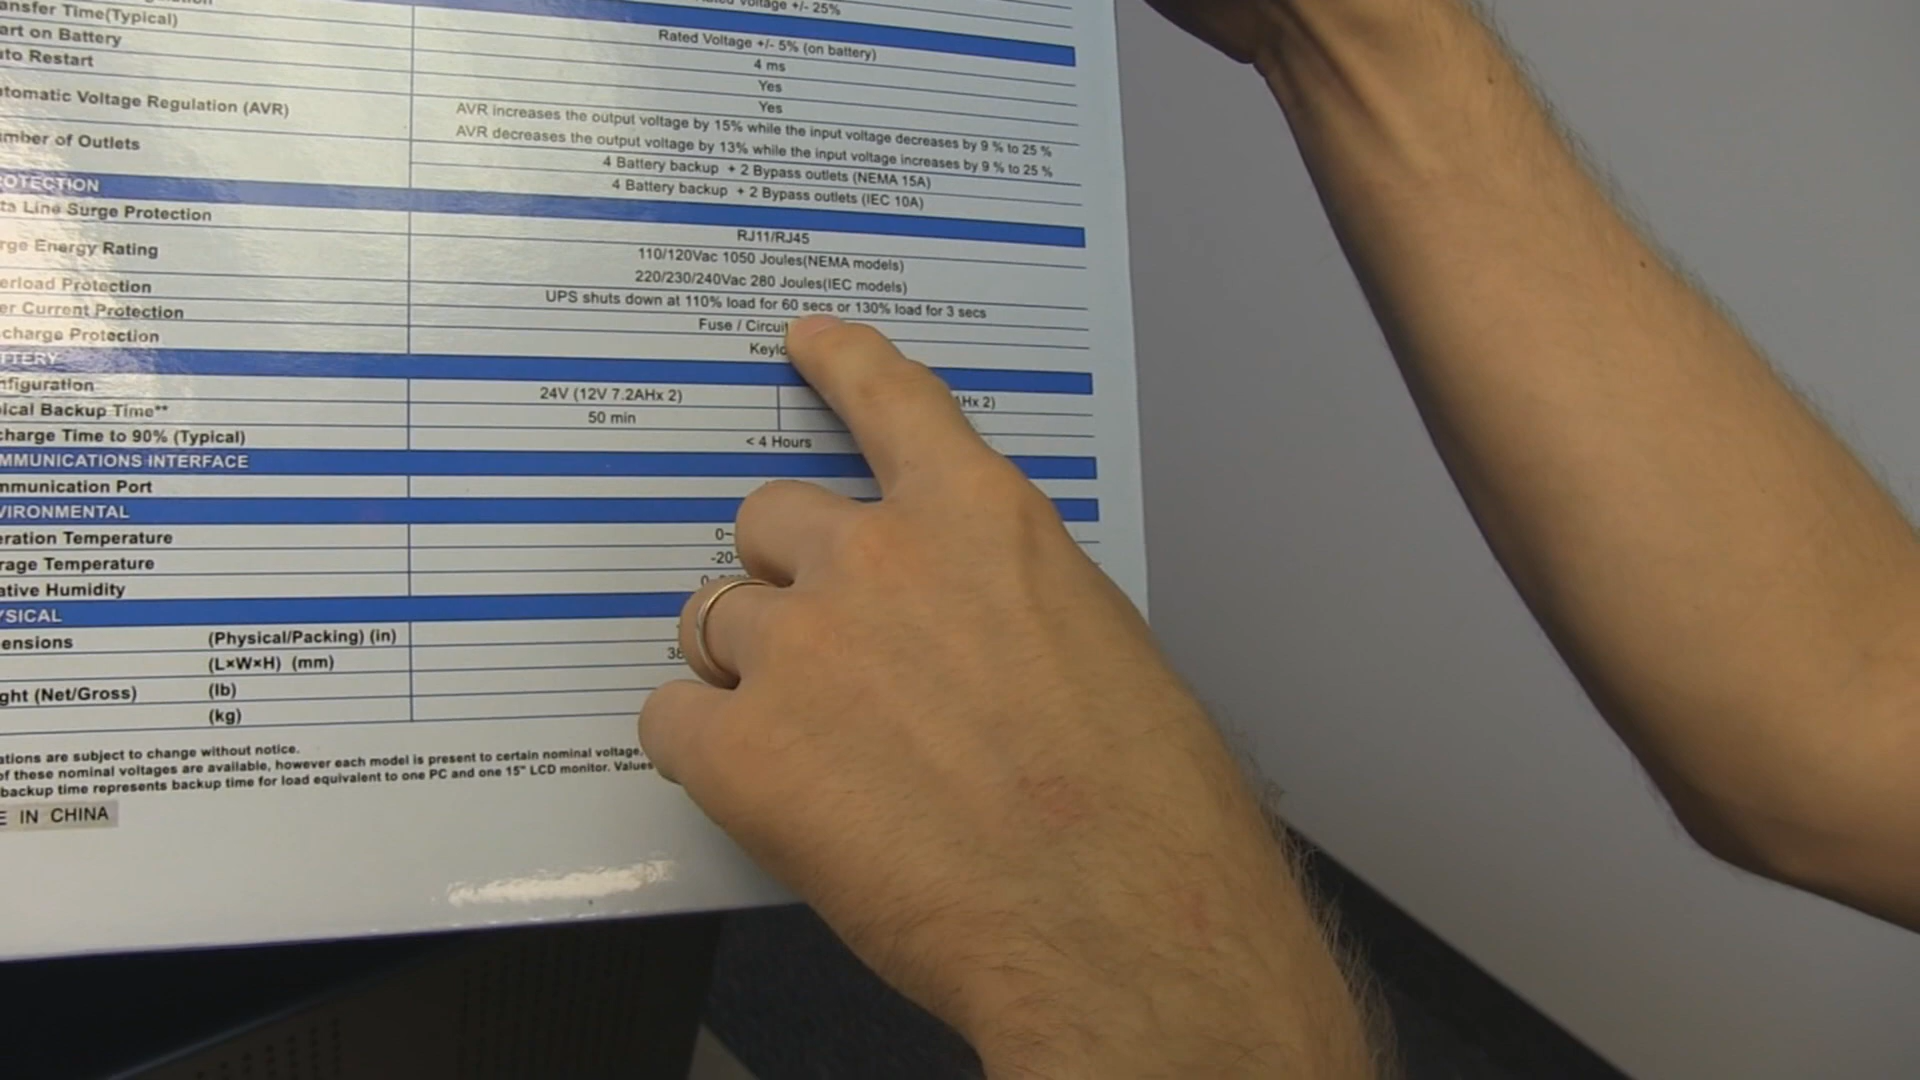 Voltage +/- 25%
ansfer Time(Typical)
Rated Voltage +/- 5% (on battery)
art on Battery
4 ms
to Restart
Yes
Yes
tomatic Voltage Regulation (AVR)
AVR increases the output voltage by 15% while the input voltage decreases by 9 % to 25 %
AVR decreases the output voltage by 13% while the input voltage increases by 9 % to 25 %
mber of Outlets
4 Battery backup + 2 Bypass outlets (NEMA 15A)
4 Battery backup + 2 Bypass outlets (IEC 10A)
OTECTION
ta Line Surge Protection
RJ11/RJ45
rge Energy Rating
110/120Vac 1050 Joules(NEMA models)
220/230/240Vac 280 Joules(IEC models)
erload Protection
UPS shuts down at 110% load for 60 secs or 130% load for 3 secs
er Current Protection
Fuse / Circuit
charge Protection
Keylo
TTERY
nfiguration
24V (12V 7.2AHx 2)
Hx 2)
ical Backup Time**
50 min
charge Time to 90% (Typical)
< 4 Hours
MMUNICATIONS INTERFACE
mmunication Port
VIRONMENTAL
eration Temperature
0~
rage Temperature
-20~
ative Humidity
0
YSICAL
ensions (Physical/Packing) (in)
(L×W×H) (mm)
38
ght (Net/Gross) (lb)
(kg)
ations are subject to change without notice.
of these nominal voltages are available, however each model is present to certain nominal voltage.
backup time represents backup time for load equivalent to one PC and one 15" LCD monitor. Values
E IN CHINA